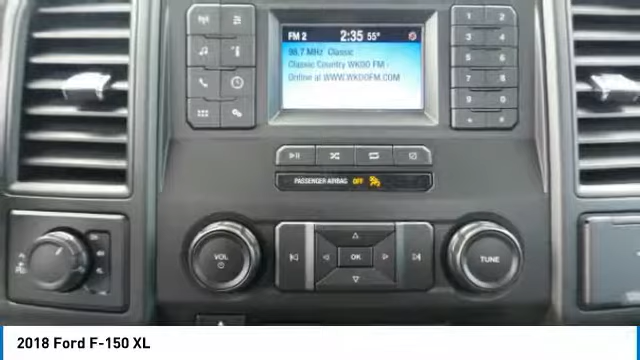 FM 2 2:35 55°
98.7 MHz Classic
Classic Country WKDO FM -
Online at WWW.WKDOFM.COM
1 2
3 4
5 6
7 8
9 0
* #
PASSENGER AIRBAG OFF
VOL
OK
TUNE
2018 Ford F-150 XL